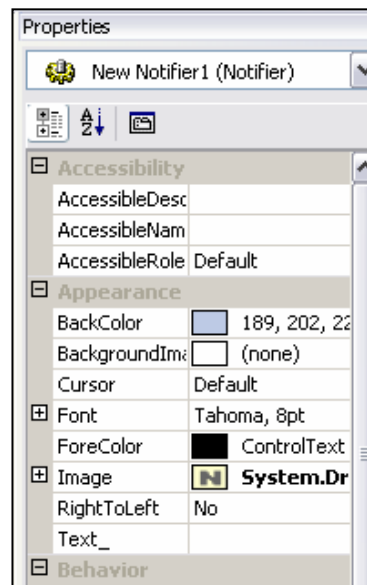 Properties
New Notifier1 (Notifier)
Accessibility
AccessibleDesc
AccessibleNam
AccessibleRole Default
Appearance
BackColor 189, 202, 22
BackgroundIma (none)
Cursor Default
Font Tahoma, 8pt
ForeColor ControlText
Image N System.Dr
RightToLeft No
Text_
Behavior